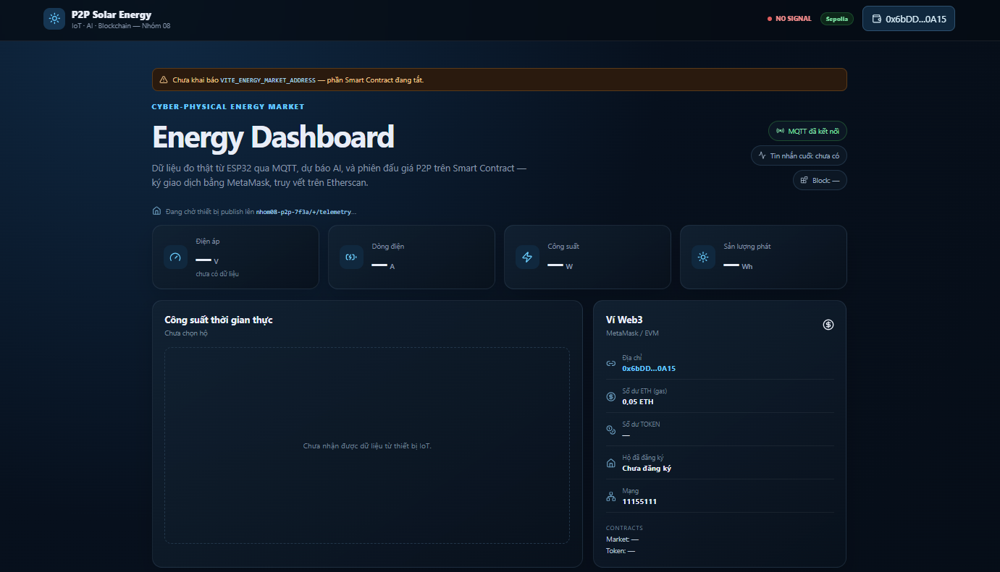 P2P Solar Energy
IoT · AI · Blockchain — Nhóm 08
NO SIGNAL
Sepolia
0x6bDD...0A15
Chưa khai báo VITE_ENERGY_MARKET_ADDRESS — phần Smart Contract đang tắt.
CYBER-PHYSICAL ENERGY MARKET
Energy Dashboard
Dữ liệu đo thật từ ESP32 qua MQTT, dự báo AI, và phiên đấu giá P2P trên Smart Contract —
ký giao dịch bằng MetaMask, truy vết trên Etherscan.
MQTT đã kết nối
Tin nhắn cuối: chưa có
Block: —
Đang chờ thiết bị publish lên nhom08-p2p-7f3a/+/telemetry...
Điện áp
— V
chưa có dữ liệu
Dòng điện
— A
Công suất
— W
Sản lượng phát
— Wh
Công suất thời gian thực
Chưa chọn hộ
Chưa nhận được dữ liệu từ thiết bị IoT.
Ví Web3
MetaMask / EVM
Địa chỉ
0x6bDD...0A15
Số dư ETH (gas)
0,05 ETH
Số dư TOKEN
—
Hộ đã đăng ký
Chưa đăng ký
Mạng
11155111
CONTRACTS
Market: —
Token: —